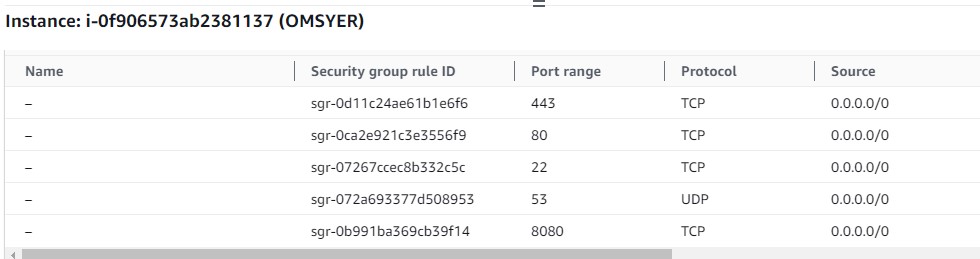 Instance: i-0f906573ab2381137 (OMSYER)
Name Security group rule ID Port range Protocol Source
– sgr-0d11c24ae61b1e6f6 443 TCP 0.0.0.0/0
– sgr-0ca2e921c3e3556f9 80 TCP 0.0.0.0/0
– sgr-07267ccec8b332c5c 22 TCP 0.0.0.0/0
– sgr-072a693377d508953 53 UDP 0.0.0.0/0
– sgr-0b991ba369cb39f14 8080 TCP 0.0.0.0/0